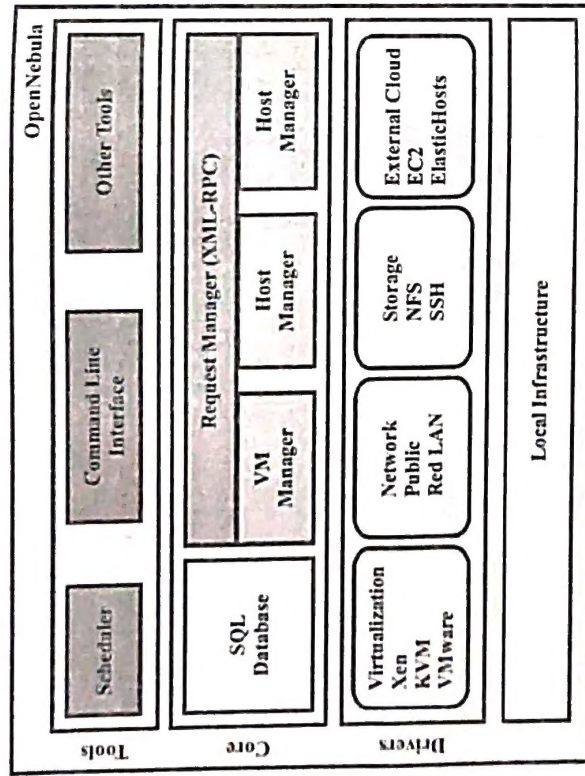 OpenNebula
Tools
Scheduler
Command Line
Interface
Other Tools
Core
SQL
Database
Request Manager (XML-RPC)
VM
Manager
Host
Manager
Host
Manager
Drivers
Virtualization
Xen
KVM
VMware
Network
Public
Red LAN
Storage
NFS
SSH
External Cloud
EC2
ElasticHosts
Local Infrastructure